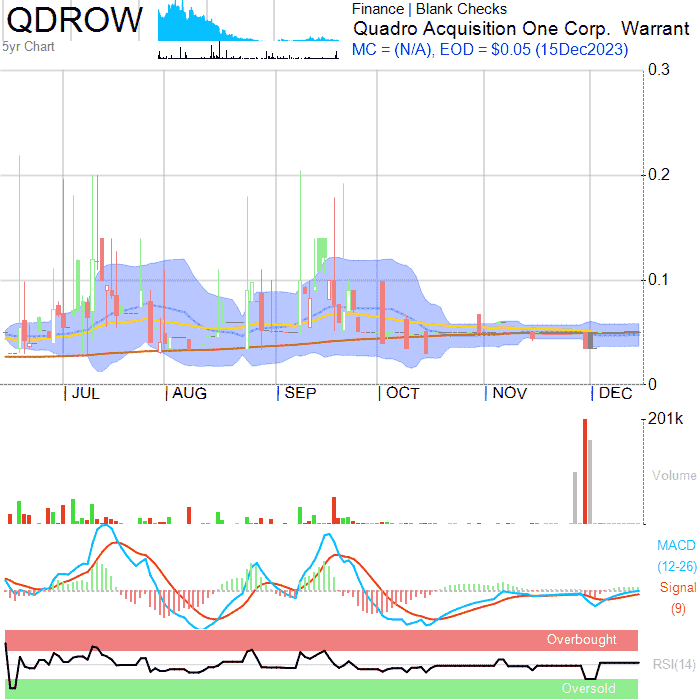 QDROW
5yr Chart
Finance | Blank Checks
Quadro Acquisition One Corp. Warrant
MC = (N/A), EOD = $0.05 (15Dec2023)
0.3
0.2
0.1
0
JUL AUG SEP OCT NOV DEC
201k
Volume
MACD
(12-26)
Signal
(9)
Overbought
RSI(14)
Oversold